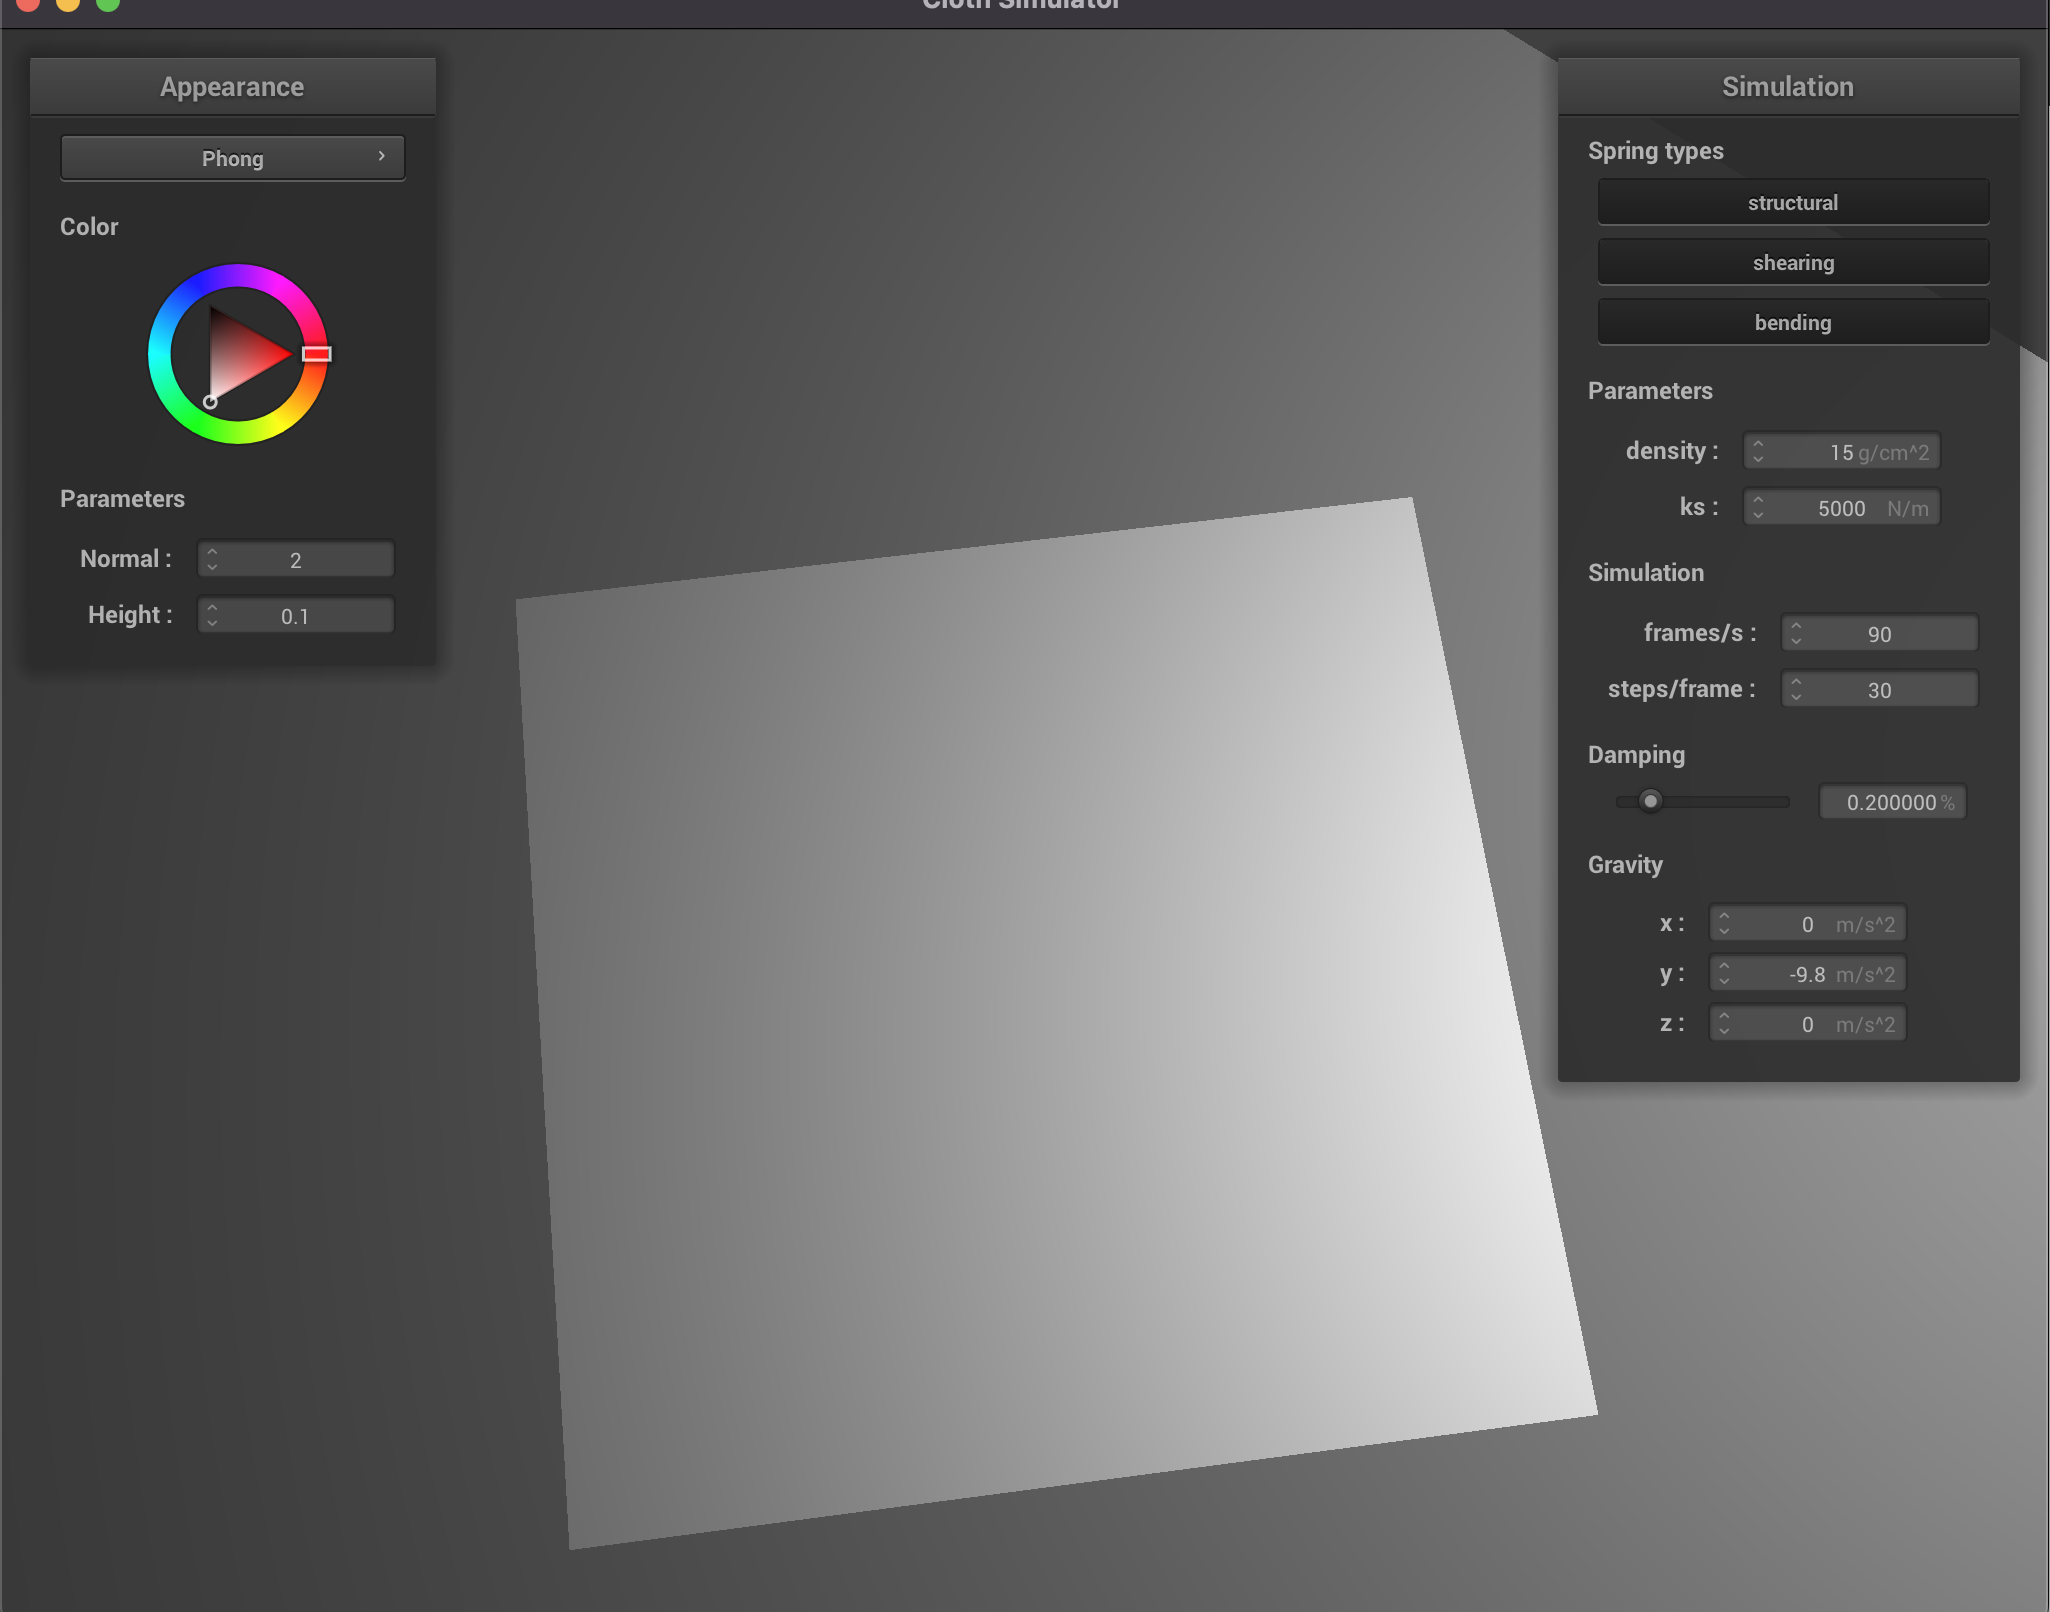 Cloth Simulator
Appearance
Phong
Color
Parameters
Normal :
2
Height :
0.1
Simulation
Spring types
structural
shearing
bending
Parameters
density :
15 g/cm^2
ks :
5000 N/m
Simulation
frames/s :
90
steps/frame :
30
Damping
0.200000 %
Gravity
x :
0 m/s^2
y :
-9.8 m/s^2
z :
0 m/s^2